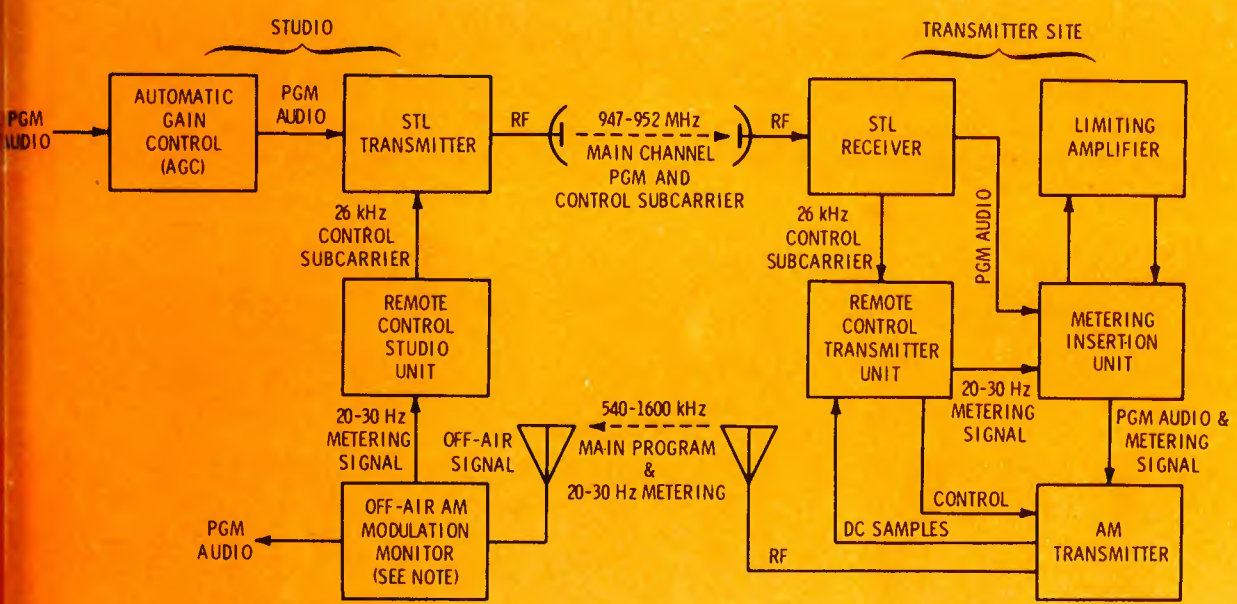 STUDIO
TRANSMITTER SITE
PGM
AUDIO
AUTOMATIC
GAIN
CONTROL
(AGC)
PGM
AUDIO
STL
TRANSMITTER
RF
947-952 MHz
MAIN CHANNEL
PGM AND
CONTROL SUBCARRIER
RF
STL
RECEIVER
LIMITING
AMPLIFIER
26 kHz
CONTROL
SUBCARRIER
26 kHz
CONTROL
SUBCARRIER
PGM AUDIO
REMOTE
CONTROL
STUDIO
UNIT
REMOTE
CONTROL
TRANSMITTER
UNIT
METERING
INSERTION
UNIT
20-30 Hz
METERING
SIGNAL
20-30 Hz
METERING
SIGNAL
OFF-AIR
SIGNAL
540-1600 kHz
MAIN PROGRAM
&
20-30 Hz METERING
PGM AUDIO &
METERING
SIGNAL
PGM
AUDIO
OFF-AIR AM
MODULATION
MONITOR
(SEE NOTE)
CONTROL
DC SAMPLES
RF
AM
TRANSMITTER